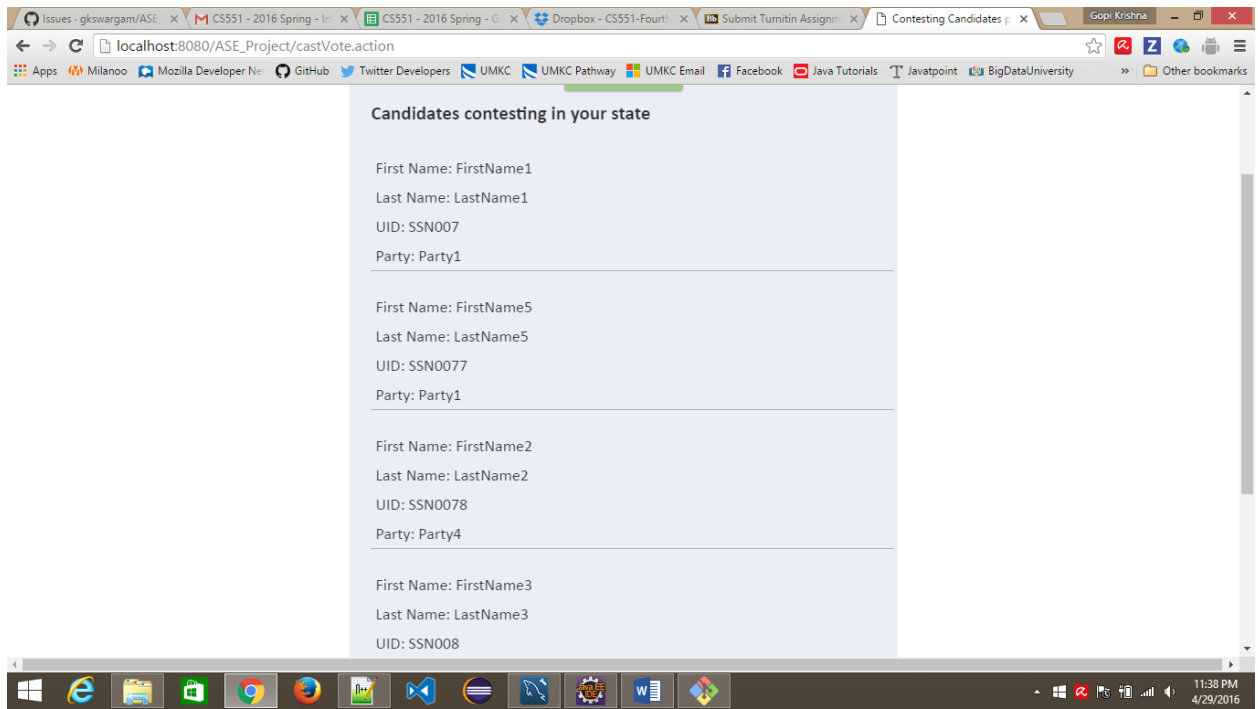 Issues - gkswargam/ASE_
CS551 - 2016 Spring - In
CS551 - 2016 Spring - G
Dropbox - CS551-Fourth
Bb Submit Turnitin Assignm
Contesting Candidates p
Gopi Krishna
localhost:8080/ASE_Project/castVote.action
Apps Milanoo Mozilla Developer Ne GitHub Twitter Developers UMKC UMKC Pathway UMKC Email Facebook Java Tutorials Javatpoint BigDataUniversity » Other bookmarks
Candidates contesting in your state
First Name: FirstName1
Last Name: LastName1
UID: SSN007
Party: Party1
First Name: FirstName5
Last Name: LastName5
UID: SSN0077
Party: Party1
First Name: FirstName2
Last Name: LastName2
UID: SSN0078
Party: Party4
First Name: FirstName3
Last Name: LastName3
UID: SSN008
11:38 PM
4/29/2016